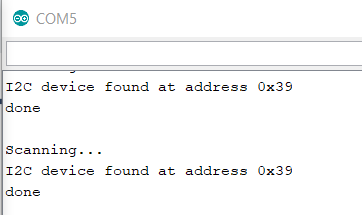 COM5
I2C device found at address 0x39
done
Scanning...
I2C device found at address 0x39
done